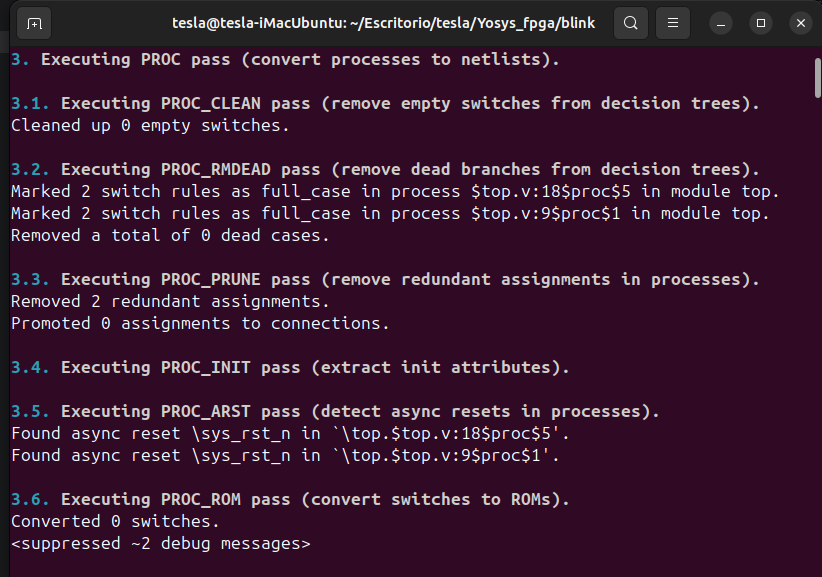 tesla@tesla-iMacUbuntu: ~/Escritorio/tesla/Yosys_fpga/blink
3. Executing PROC pass (convert processes to netlists).
3.1. Executing PROC_CLEAN pass (remove empty switches from decision trees).
Cleaned up 0 empty switches.
3.2. Executing PROC_RMDEAD pass (remove dead branches from decision trees).
Marked 2 switch rules as full_case in process $top.v:18$proc$5 in module top.
Marked 2 switch rules as full_case in process $top.v:9$proc$1 in module top.
Removed a total of 0 dead cases.
3.3. Executing PROC_PRUNE pass (remove redundant assignments in processes).
Removed 2 redundant assignments.
Promoted 0 assignments to connections.
3.4. Executing PROC_INIT pass (extract init attributes).
3.5. Executing PROC_ARST pass (detect async resets in processes).
Found async reset \sys_rst_n in `\top.$top.v:18$proc$5'.
Found async reset \sys_rst_n in `\top.$top.v:9$proc$1'.
3.6. Executing PROC_ROM pass (convert switches to ROMs).
Converted 0 switches.
<suppressed ~2 debug messages>